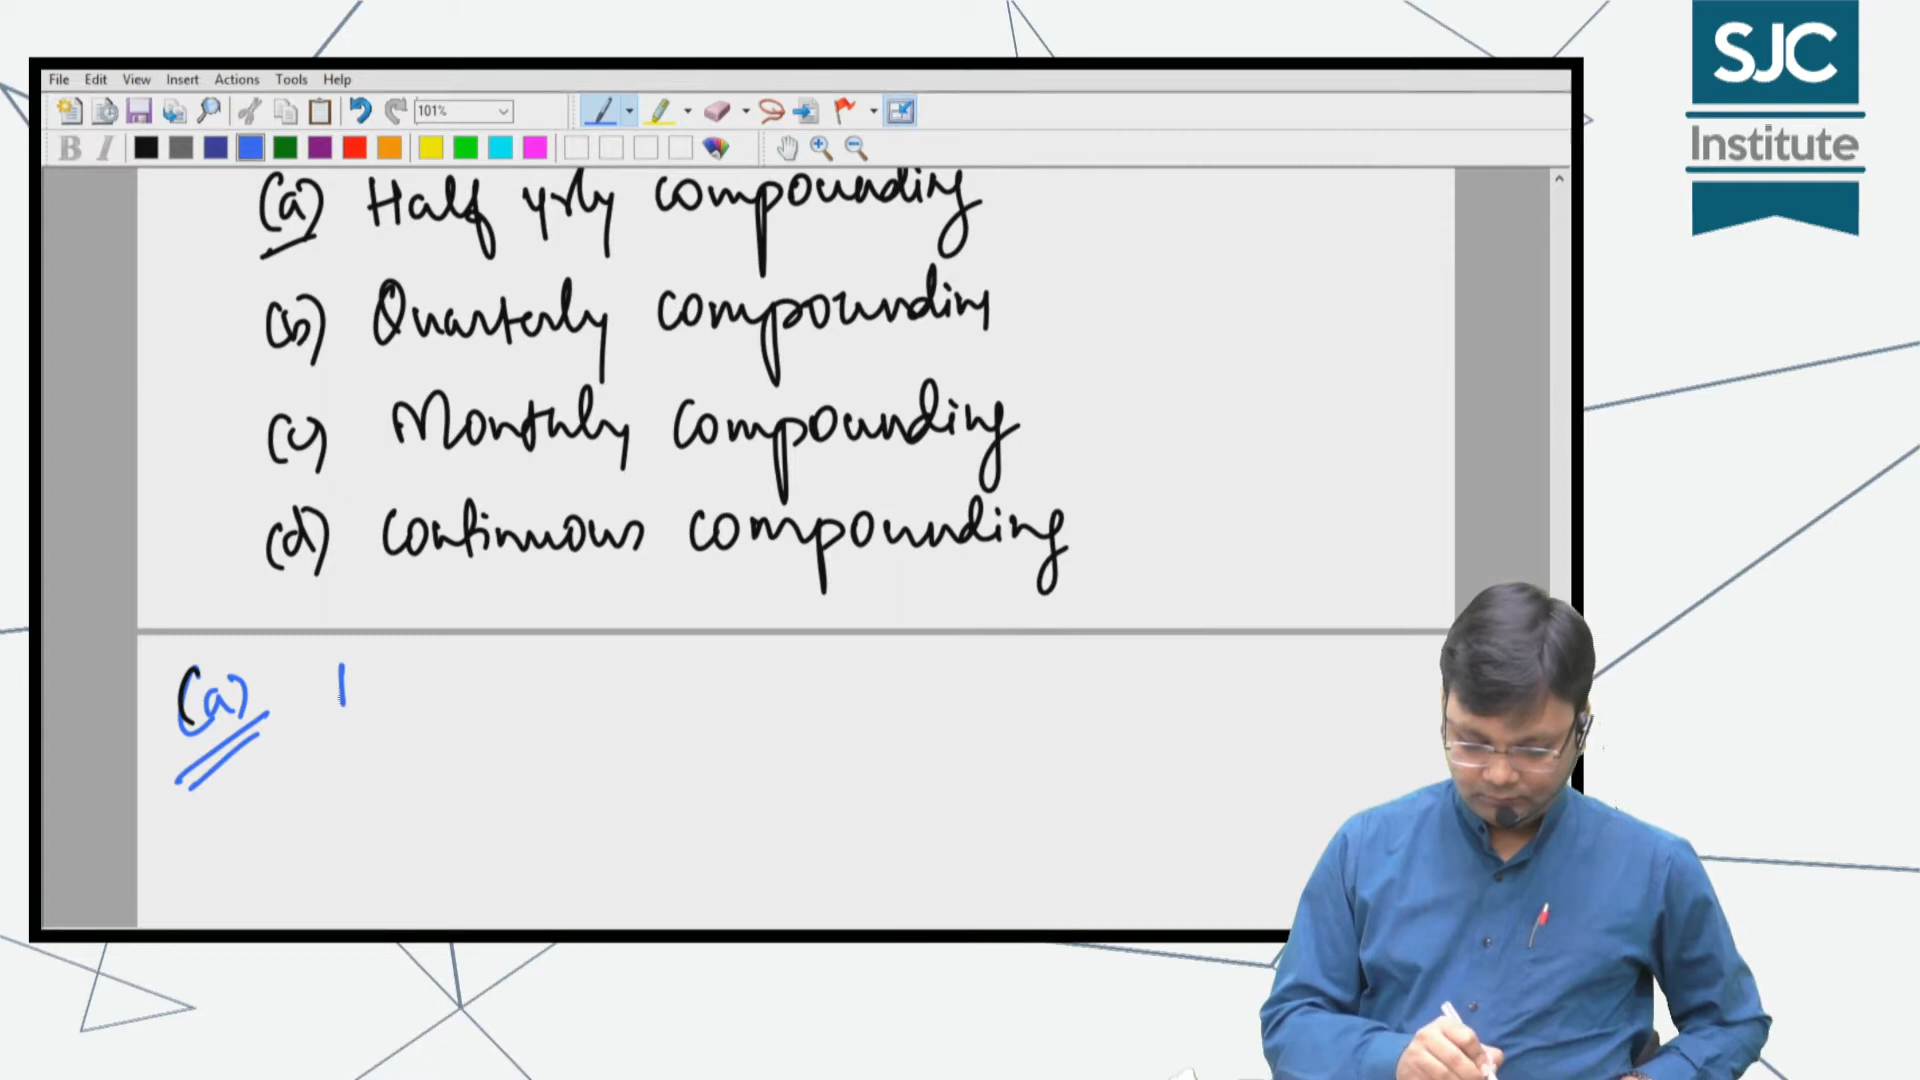 SJC
Institute
File Edit View Insert Actions Tools Help
101%
B I
(a) Half yrly compounding
(b) Quarterly compounding
(c) Monthly compounding
(d) Continuous compounding
(a)